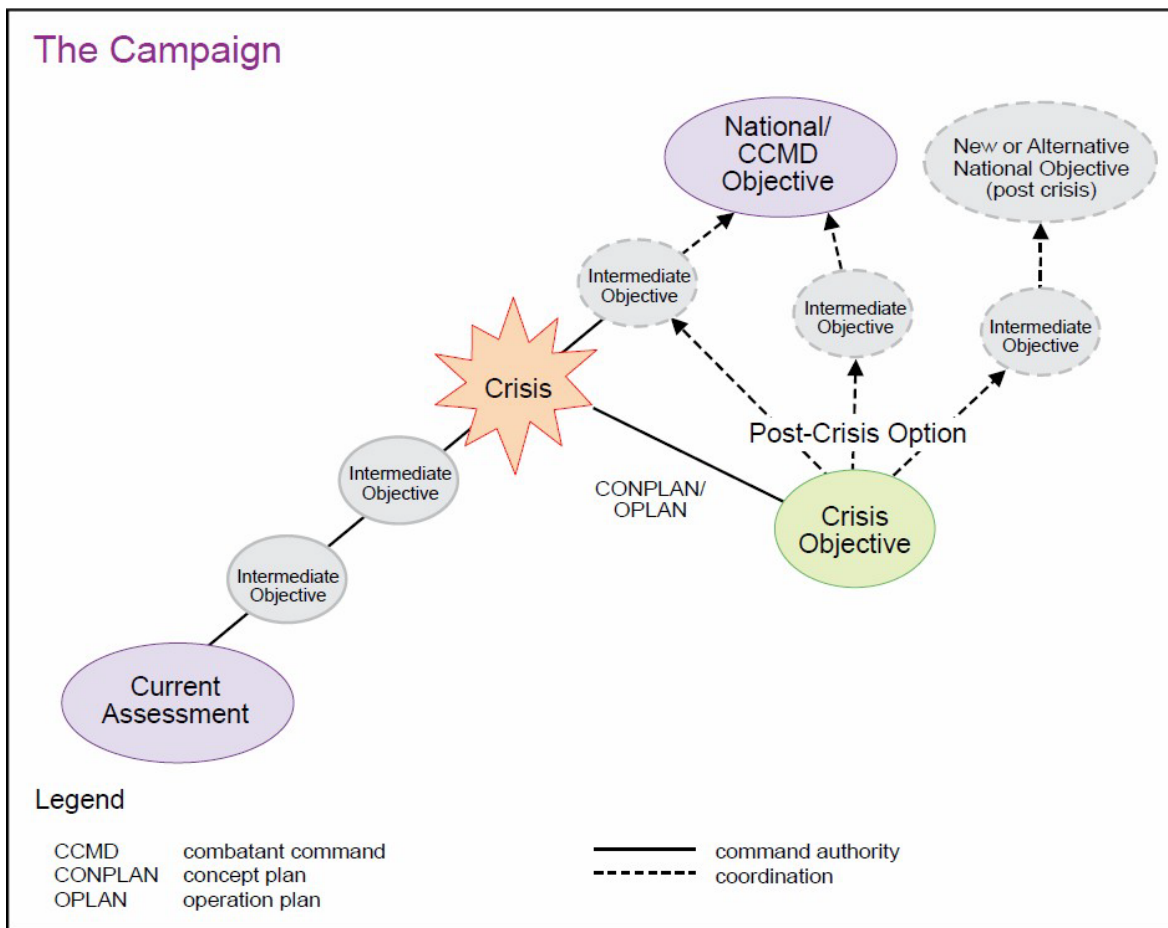 The Campaign
National/
CCMD
Objective
New or Alternative
National Objective
(post crisis)
Intermediate
Objective
Intermediate
Objective
Intermediate
Objective
Crisis
Post-Crisis Option
Intermediate
Objective
CONPLAN/
OPLAN
Crisis
Objective
Intermediate
Objective
Current
Assessment
Legend
CCMD combatant command
CONPLAN concept plan
OPLAN operation plan
command authority
coordination